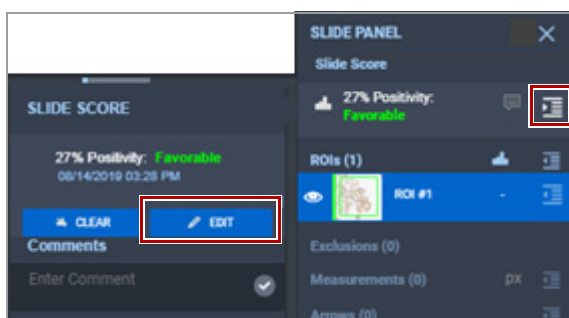 SLIDE SCORE
27% Positivity: Favorable
08/14/2019 03:28 PM
CLEAR
EDIT
Comments
Enter Comment
SLIDE PANEL
Slide Score
27% Positivity:
Favorable
ROIs (1)
ROI #1
-
Exclusions (0)
Measurements (0) px
Arrows (0)